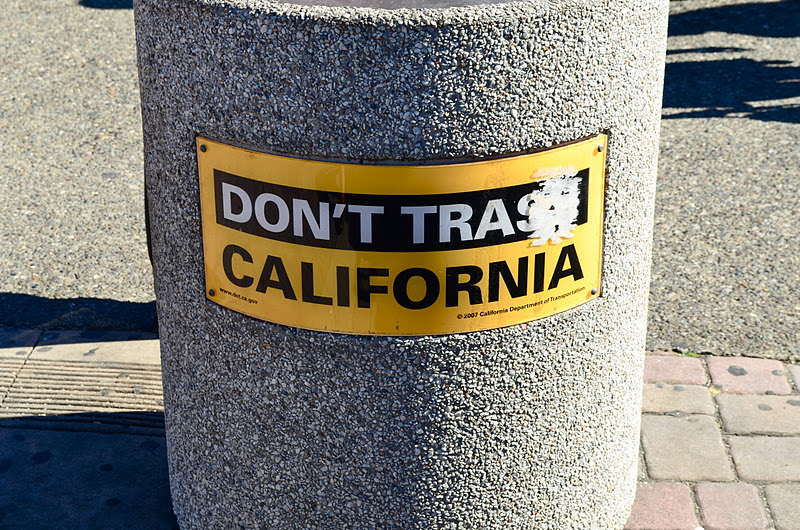 DON'T TRAS
CALIFORNIA
www.dot.ca.gov
© 2007 California Department of Transportation